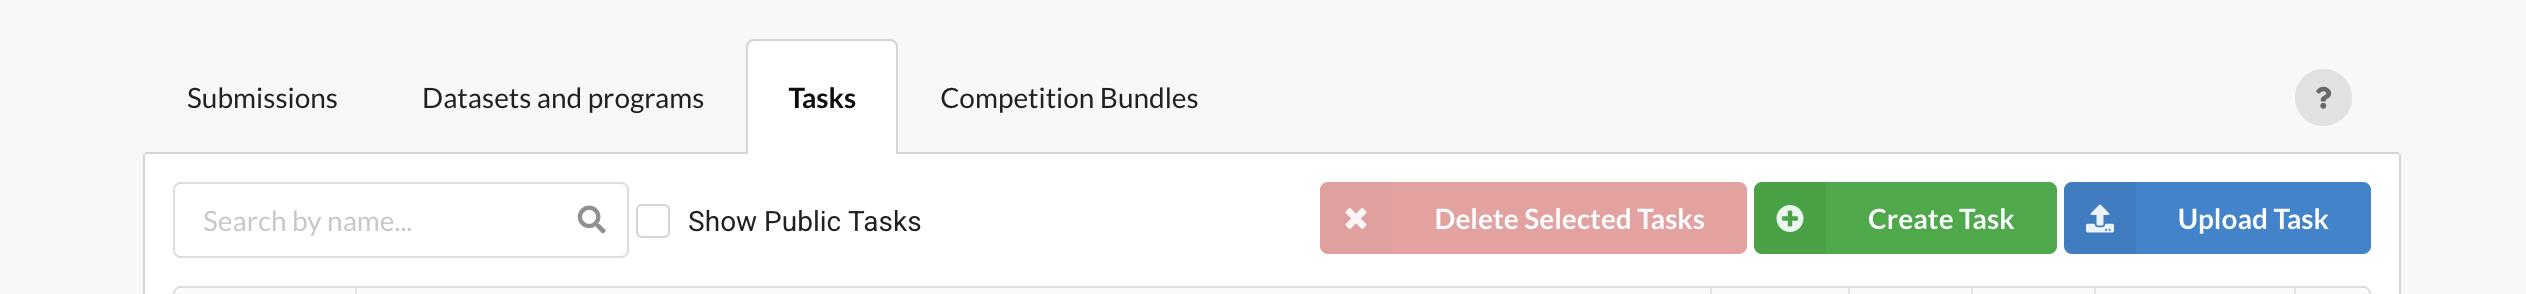 Submissions Datasets and programs Tasks Competition Bundles ?
Search by name... Show Public Tasks Delete Selected Tasks Create Task Upload Task